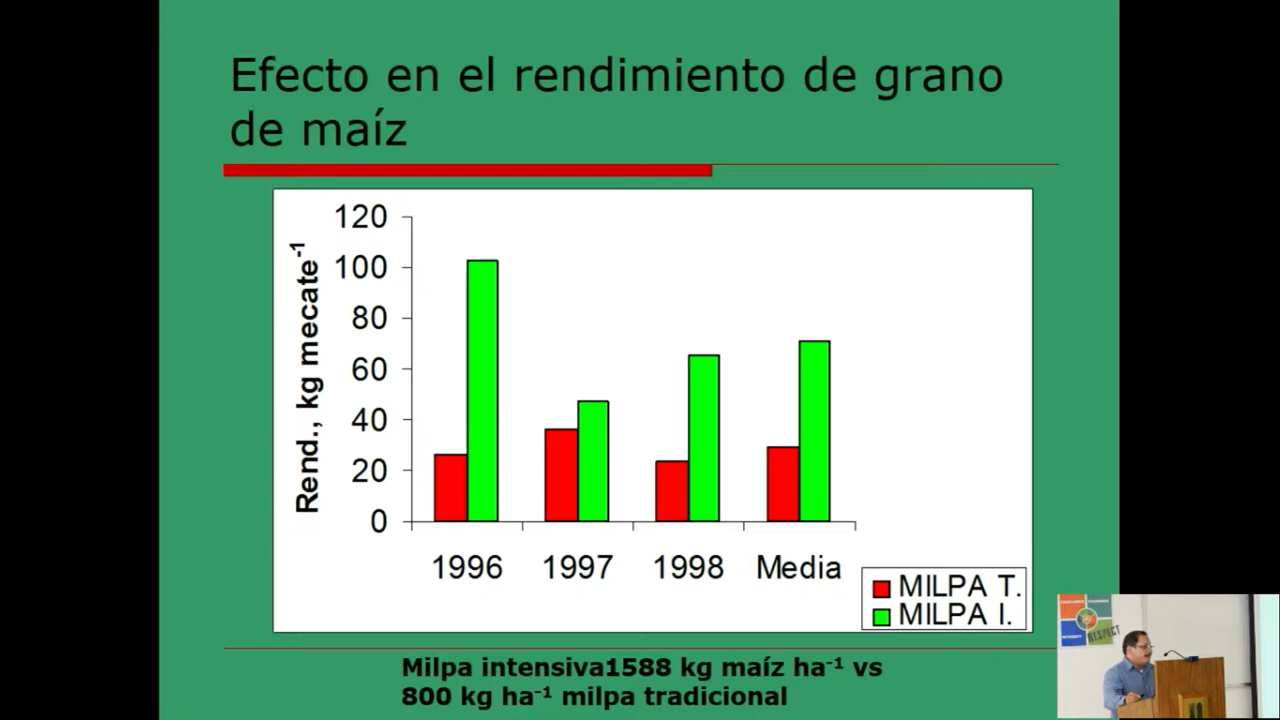 Efecto en el rendimiento de grano
de maíz
Rend., kg mecate-1
120
100
80
60
40
20
0
1996 1997 1998 Media
MILPA T.
MILPA I.
Milpa intensiva1588 kg maíz ha-1 vs
800 kg ha-1 milpa tradicional
RESPECT